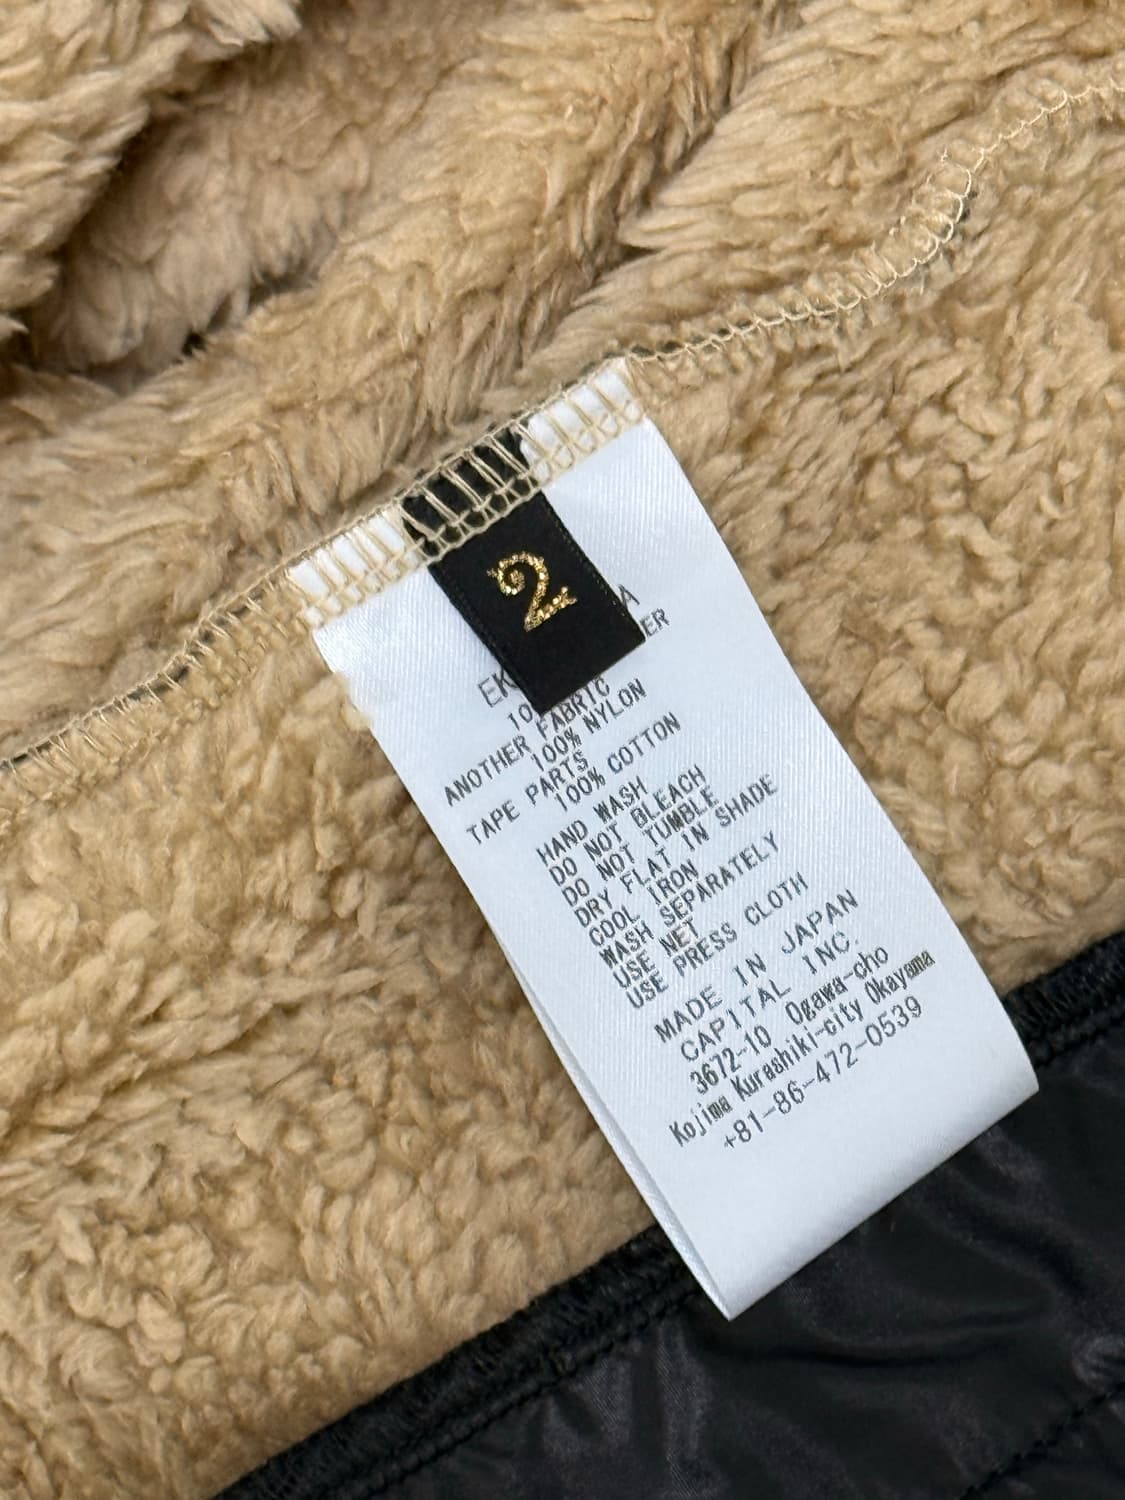 2
ANOTHER FABRIC
100% NYLON
TAPE PARTS
100% COTTON
HAND WASH
DO NOT BLEACH
DO NOT TUMBLE
DRY FLAT IN SHADE
COOL IRON
WASH SEPARATELY
USE NET
USE PRESS CLOTH
MADE IN JAPAN
CAPITAL INC.
3672-10 Ogawa-cho
Kojima Kurashiki-city Okayama
+81-86-472-0539